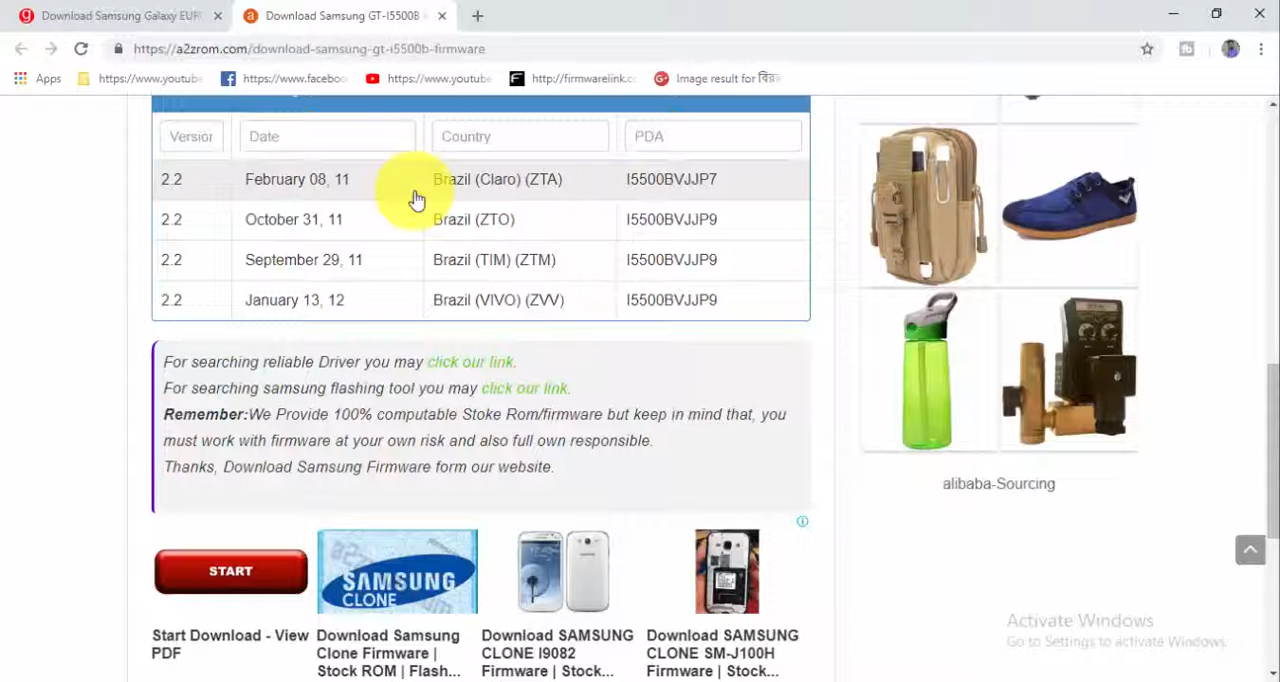 Download Samsung Galaxy EUR
Download Samsung GT-I5500B
https://a2zrom.com/download-samsung-gt-i5500b-firmware
Apps
https://www.youtube
https://www.faceboo
https://www.youtube
http://firmwarelink.co
Image result for বির
Version
Date
Country
PDA
2.2 February 08, 11 Brazil (Claro) (ZTA) I5500BVJJP7
2.2 October 31, 11 Brazil (ZTO) I5500BVJJP9
2.2 September 29, 11 Brazil (TIM) (ZTM) I5500BVJJP9
2.2 January 13, 12 Brazil (VIVO) (ZVV) I5500BVJJP9
For searching reliable Driver you may click our link.
For searching samsung flashing tool you may click our link.
Remember:We Provide 100% computable Stoke Rom/firmware but keep in mind that, you
must work with firmware at your own risk and also full own responsible.
Thanks, Download Samsung Firmware form our website.
alibaba-Sourcing
START
SAMSUNG
CLONE
Start Download - View
PDF
Download Samsung
Clone Firmware |
Stock ROM | Flash...
Download SAMSUNG
CLONE I9082
Firmware | Stock...
Download SAMSUNG
CLONE SM-J100H
Firmware | Stock...
Activate Windows
Go to Settings to activate Windows.